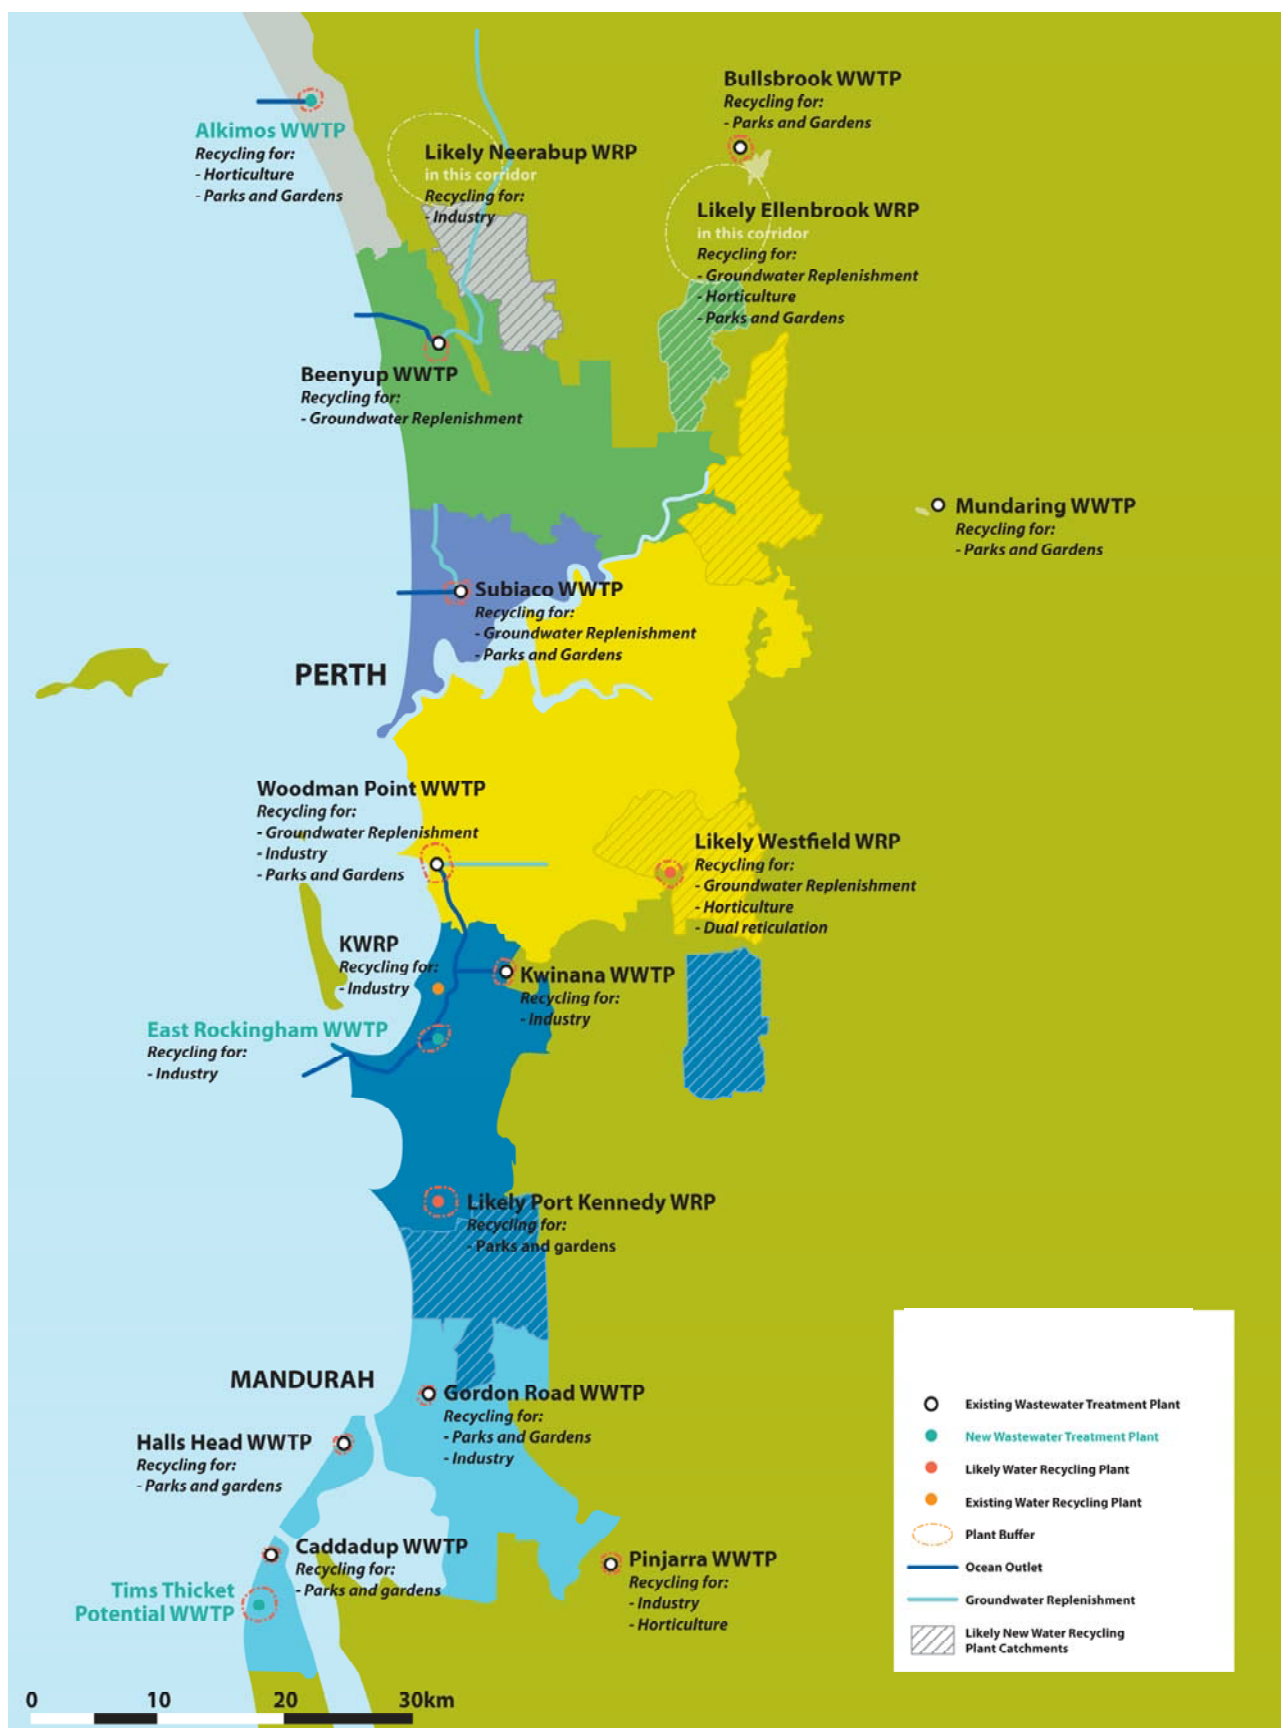 Bullsbrook WWTP
Recycling for:
- Parks and Gardens
Alkimos WWTP
Recycling for:
- Horticulture
- Parks and Gardens
Likely Neerabup WRP
in this corridor
Recycling for:
- Industry
Likely Ellenbrook WRP
in this corridor
Recycling for:
- Groundwater Replenishment
- Horticulture
- Parks and Gardens
Beenyup WWTP
Recycling for:
- Groundwater Replenishment
Mundaring WWTP
Recycling for:
- Parks and Gardens
Subiaco WWTP
Recycling for:
- Groundwater Replenishment
- Parks and Gardens
PERTH
Woodman Point WWTP
Recycling for:
- Groundwater Replenishment
- Industry
- Parks and Gardens
Likely Westfield WRP
Recycling for:
- Groundwater Replenishment
- Horticulture
- Dual reticulation
KWRP
Recycling for:
- Industry
Kwinana WWTP
Recycling for:
- Industry
East Rockingham WWTP
Recycling for:
- Industry
Likely Port Kennedy WRP
Recycling for:
- Parks and gardens
MANDURAH
Gordon Road WWTP
Recycling for:
- Parks and Gardens
- Industry
Halls Head WWTP
Recycling for:
- Parks and gardens
Caddadup WWTP
Recycling for:
- Parks and gardens
Tims Thicket
Potential WWTP
Pinjarra WWTP
Recycling for:
- Industry
- Horticulture
Existing Wastewater Treatment Plant
New Wastewater Treatment Plant
Likely Water Recycling Plant
Existing Water Recycling Plant
Plant Buffer
Ocean Outlet
Groundwater Replenishment
Likely New Water Recycling
Plant Catchments
0 10 20 30km